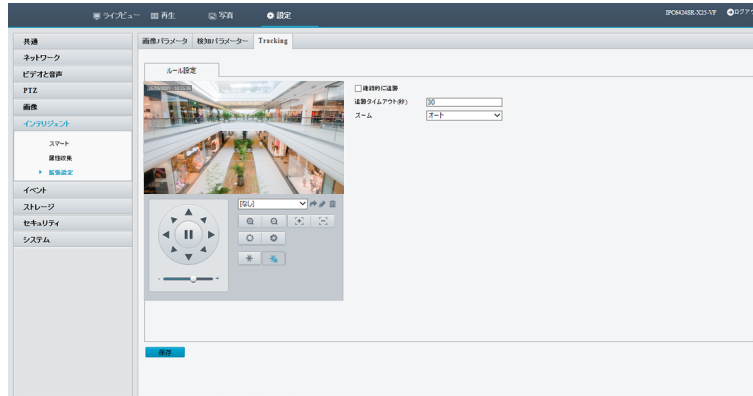 ライブビュー 再生 写真 設定 IPC6424SR-X25-VP ログアウ
共通
ネットワーク
ビデオと音声
PTZ
画像
インテリジェント
スマート
属性収集
拡張設定
イベント
ストレージ
セキュリティ
システム
画像パラメータ 検知パラメーター Tracking
ルール設定
連続的に追跡
追跡タイムアウト(秒) 30
ズーム オート
[なし]
- +
保存